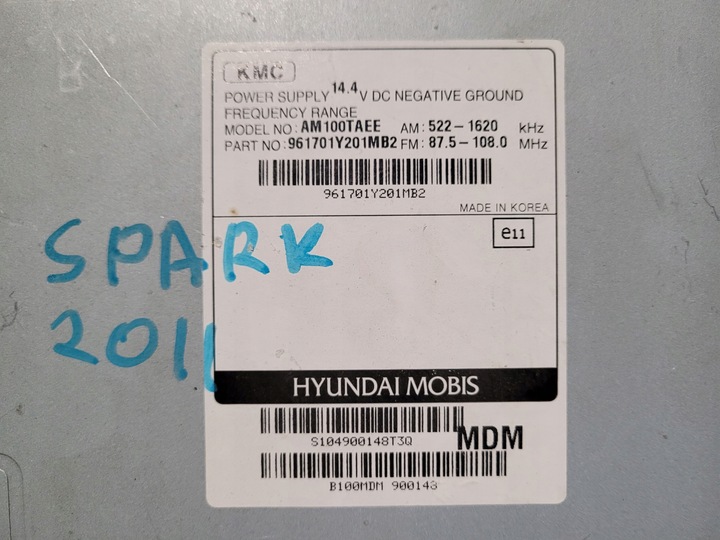 KMC
POWER SUPPLY 14.4V DC NEGATIVE GROUND
FREQUENCY RANGE
MODEL NO: AM100TAEE AM: 522-1620 kHz
PART NO: 961701Y201MB2 FM: 87.5-108.0 MHz
961701Y201MB2
MADE IN KOREA
e11
SPARK
2011
HYUNDAI MOBIS
S104900148T3Q
MDM
B100MDM 900148